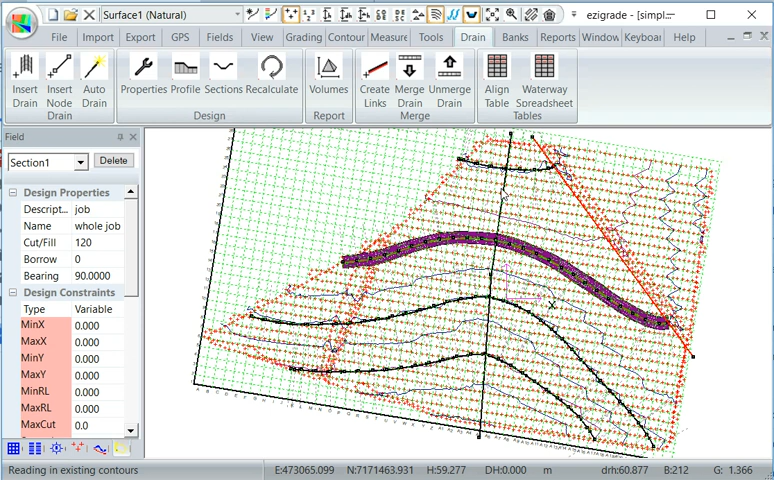 Surface1 (Natural)
ezigrade - [simpl...
File Import Export GPS Fields View Grading Contour Measure Tools Drain Banks Reports Window Keyboar Help
Insert Drain
Insert Node
Auto Drain
Drain
Properties
Profile
Sections
Recalculate
Design
Volumes
Report
Create Links
Merge Drain
Unmerge Drain
Merge
Align Table
Waterway Spreadsheet
Tables
Field
Section1
Delete
Design Properties
Descript... job
Name whole job
Cut/Fill 120
Borrow 0
Bearing 90.0000
Design Constraints
Type Variable
MinX 0.000
MaxX 0.000
MinY 0.000
MaxY 0.000
MinRL 0.000
MaxRL 0.000
MaxCut 0.0
X
Reading in existing contours
E:473065.099 N:7171463.931 H:59.277 DH:0.000 m drh:60.877 B:212 G: 1.366